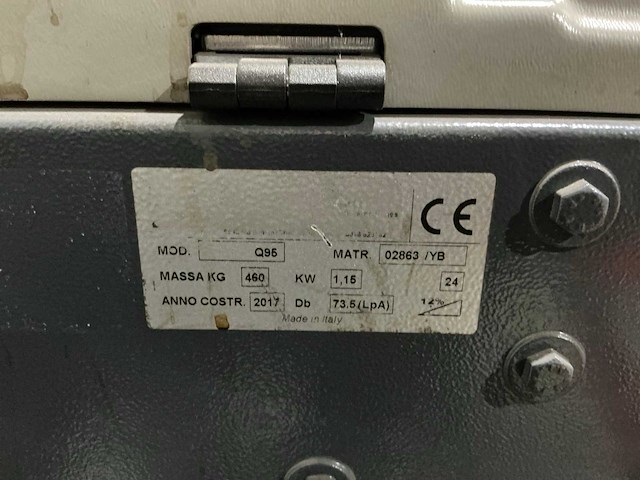 CE
MOD. Q95 MATR 02863 /YB
MASSA KG 460 KW 1,15 24
ANNO COSTR. 2017 Db 73.5(LpA) 12%
Made in Italy